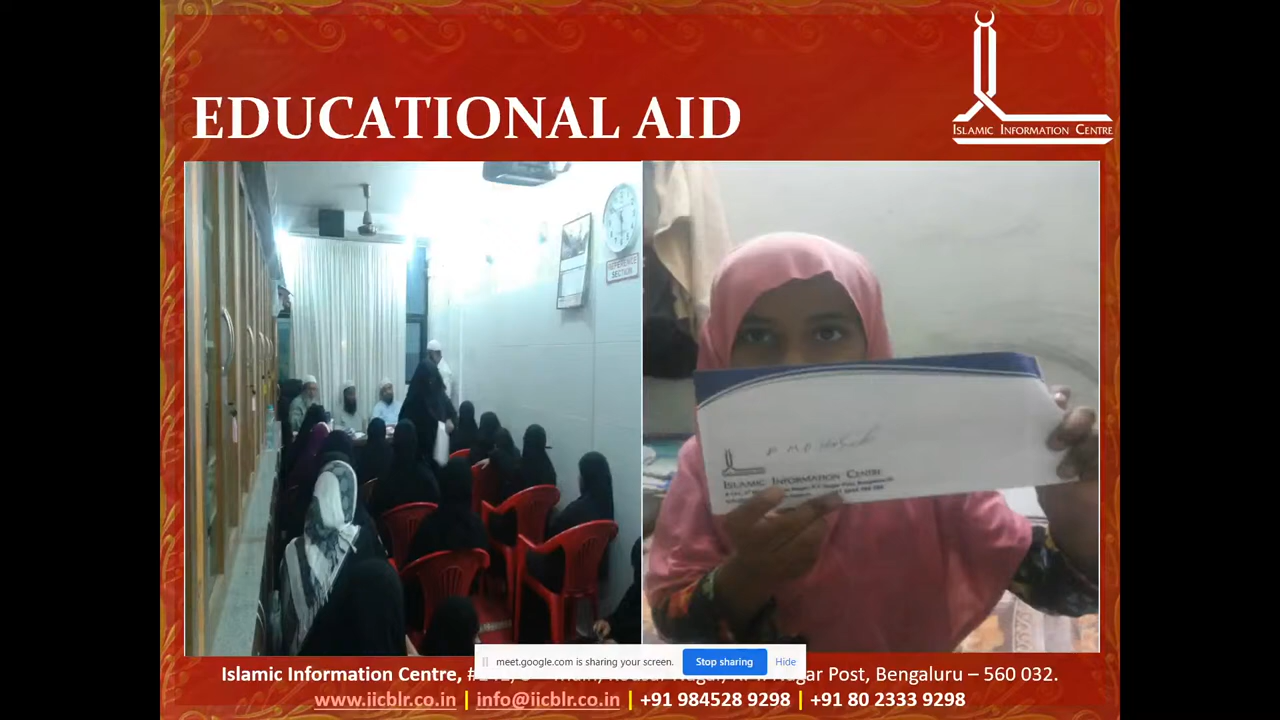 EDUCATIONAL AID
ISLAMIC INFORMATION CENTRE
REFERENCE
SECTION
ISLAMIC INFORMATION CENTRE
meet.google.com is sharing your screen.
Stop sharing
Hide
Islamic Information Centre, Nagar Post, Bengaluru – 560 032.
www.iicblr.co.in | info@iicblr.co.in | +91 984528 9298 | +91 80 2333 9298